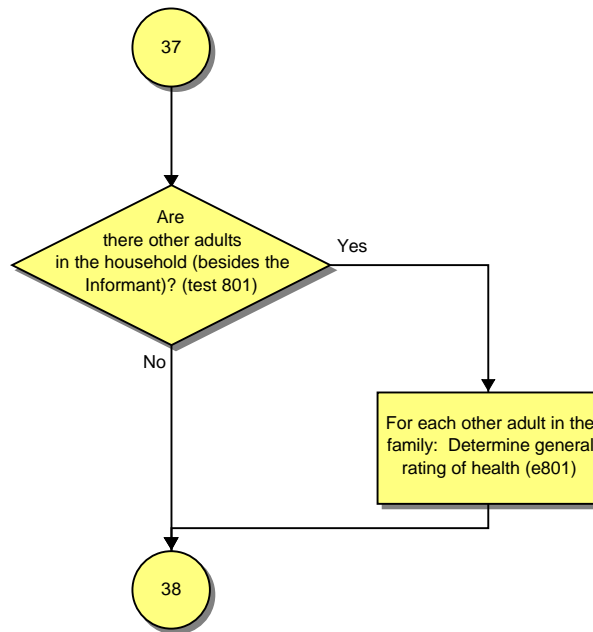 37
Are
there other adults
in the household (besides the
Informant)? (test 801)
Yes
No
For each other adult in the
family: Determine general
rating of health (e801)
38